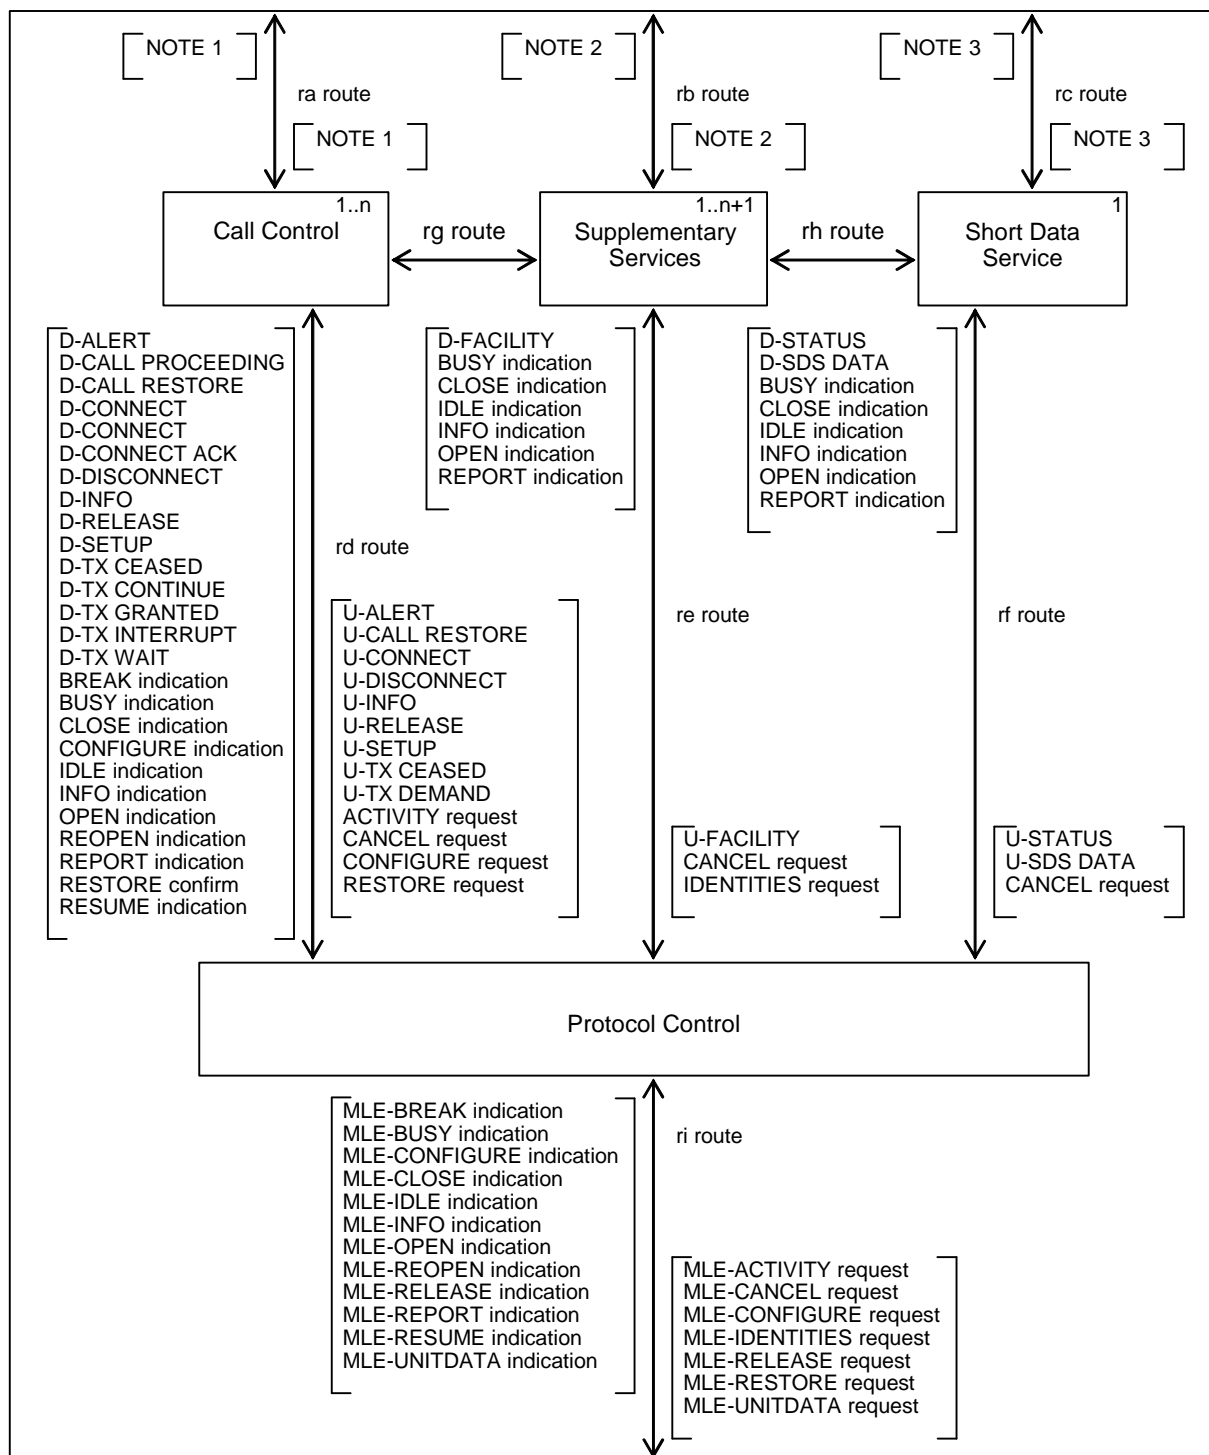 NOTE 1
NOTE 2
NOTE 3
ra route
rb route
rc route
NOTE 1
NOTE 2
NOTE 3
1..n
Call Control
rg route
1..n+1
Supplementary
Services
rh route
1
Short Data
Service
D-ALERT
D-CALL PROCEEDING
D-CALL RESTORE
D-CONNECT
D-CONNECT
D-CONNECT ACK
D-DISCONNECT
D-INFO
D-RELEASE
D-SETUP
D-TX CEASED
D-TX CONTINUE
D-TX GRANTED
D-TX INTERRUPT
D-TX WAIT
BREAK indication
BUSY indication
CLOSE indication
CONFIGURE indication
IDLE indication
INFO indication
OPEN indication
REOPEN indication
REPORT indication
RESTORE confirm
RESUME indication
rd route
U-ALERT
U-CALL RESTORE
U-CONNECT
U-DISCONNECT
U-INFO
U-RELEASE
U-SETUP
U-TX CEASED
U-TX DEMAND
ACTIVITY request
CANCEL request
CONFIGURE request
RESTORE request
D-FACILITY
BUSY indication
CLOSE indication
IDLE indication
INFO indication
OPEN indication
REPORT indication
re route
U-FACILITY
CANCEL request
IDENTITIES request
D-STATUS
D-SDS DATA
BUSY indication
CLOSE indication
IDLE indication
INFO indication
OPEN indication
REPORT indication
rf route
U-STATUS
U-SDS DATA
CANCEL request
Protocol Control
MLE-BREAK indication
MLE-BUSY indication
MLE-CONFIGURE indication
MLE-CLOSE indication
MLE-IDLE indication
MLE-INFO indication
MLE-OPEN indication
MLE-REOPEN indication
MLE-RELEASE indication
MLE-REPORT indication
MLE-RESUME indication
MLE-UNITDATA indication
ri route
MLE-ACTIVITY request
MLE-CANCEL request
MLE-CONFIGURE request
MLE-IDENTITIES request
MLE-RELEASE request
MLE-RESTORE request
MLE-UNITDATA request